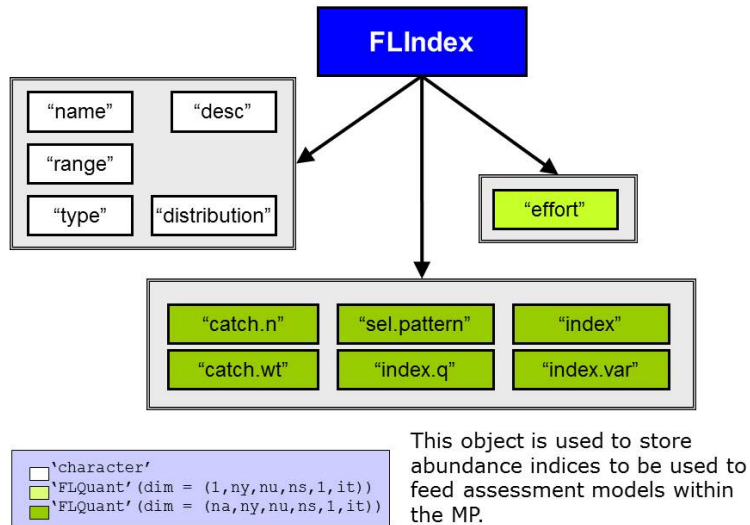 FLIndex
“name”
“desc”
“range”
“type”
“distribution”
“effort”
“catch.n”
“sel.pattern”
“index”
“catch.wt”
“index.q”
“index.var”
‘character’
‘FLQuant’(dim = (1,ny,nu,ns,1,it))
‘FLQuant’(dim = (na,ny,nu,ns,1,it))
This object is used to store
abundance indices to be used to
feed assessment models within
the MP.